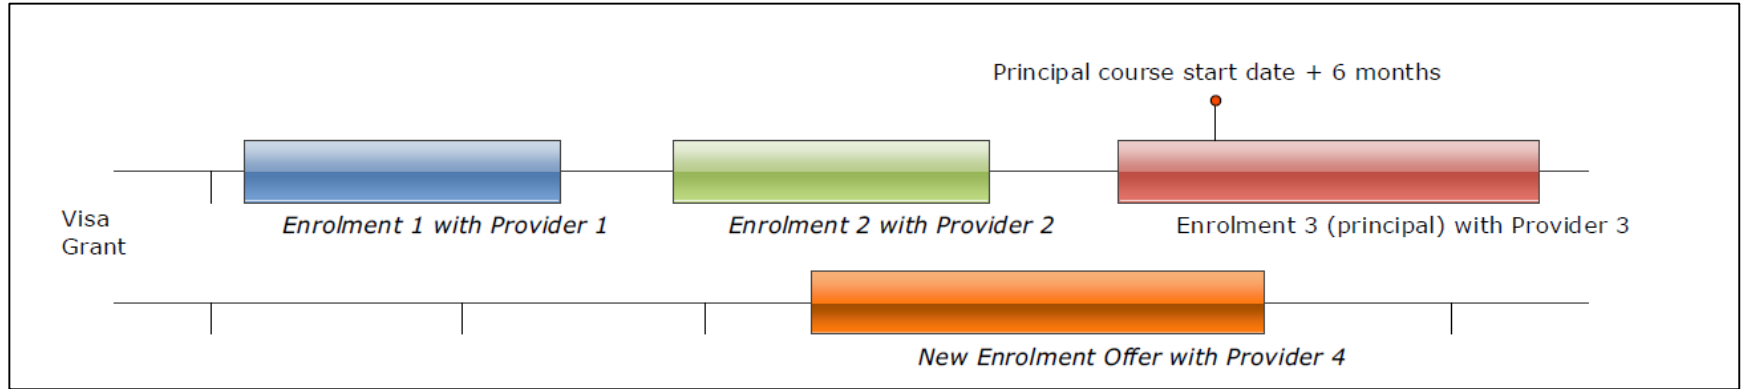 Principal course start date + 6 months
Visa
Grant
Enrolment 1 with Provider 1
Enrolment 2 with Provider 2
Enrolment 3 (principal) with Provider 3
New Enrolment Offer with Provider 4